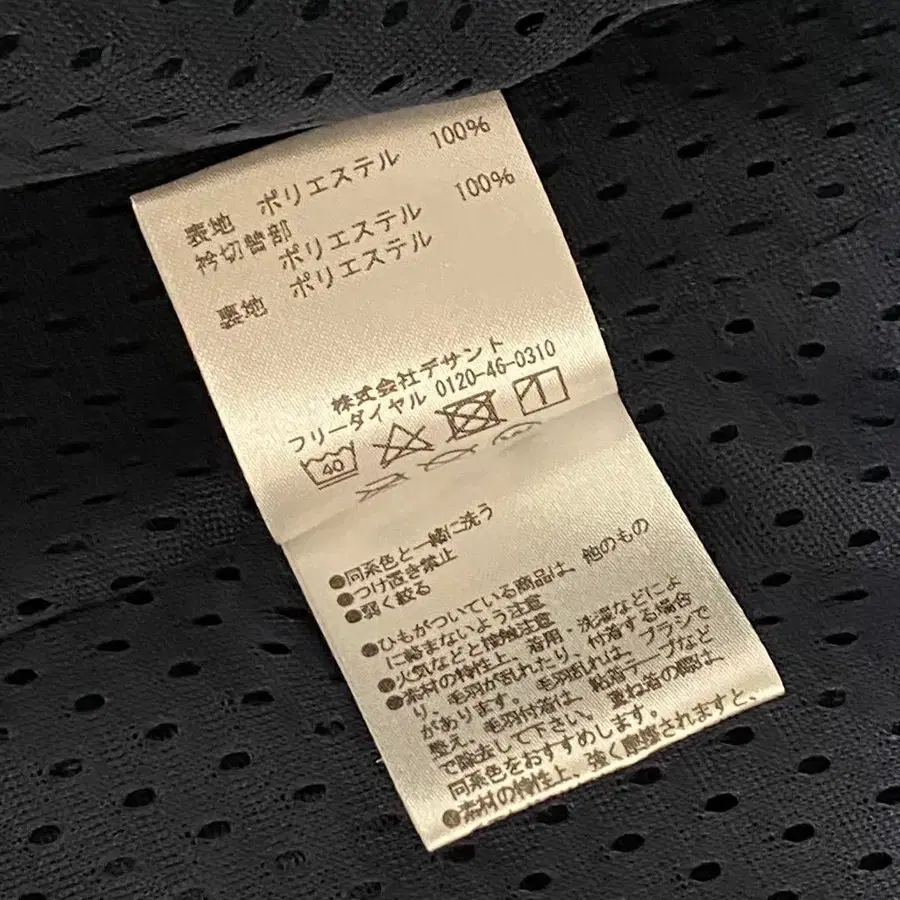 表地 ポリエステル 100%
衿切替部
ポリエステル 100%
裏地 ポリエステル
株式会社デサント
フリーダイヤル 0120-46-0310
40
●同系色と一緒に洗う
●つけ置き禁止
●弱く絞る
●ひもがついている商品は、他のもの
に絡まないよう注意
●火気などと接触注意
●素材の特性上、着用・洗濯などによ
り、毛羽が乱れたり、付着する場合
があります。毛羽乱れは、ブラシで
整え、毛羽付着は、粘着テープなど
で除去して下さい。重ね着の際は、
同系色をおすすめします。
●素材の特性上、強く摩擦されますと、